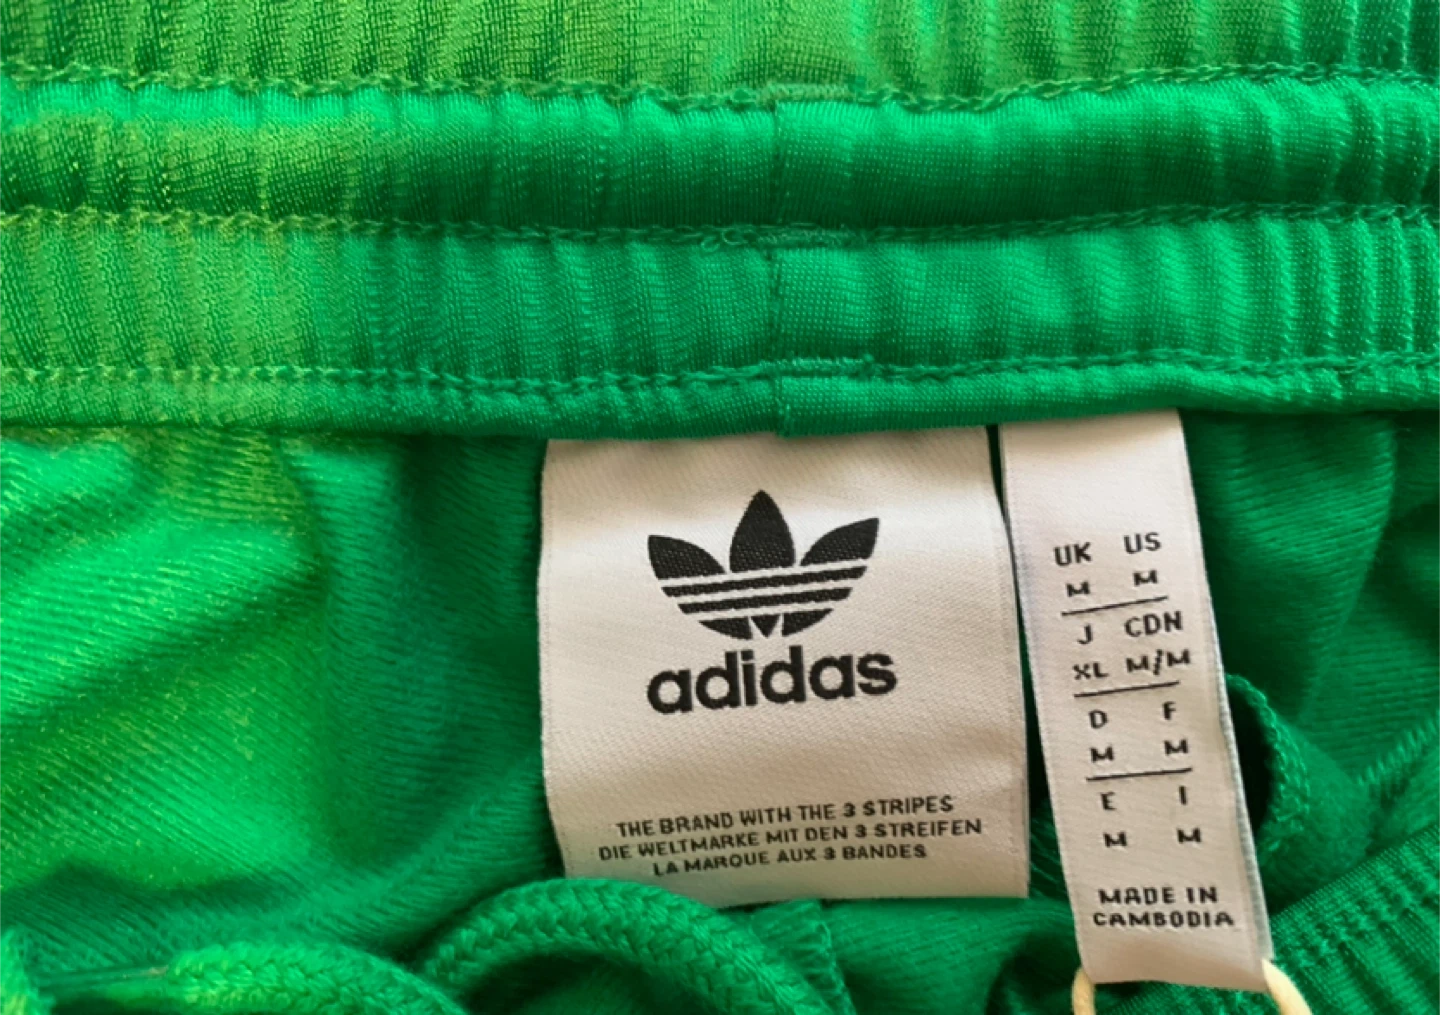 adidas
THE BRAND WITH THE 3 STRIPES
DIE WELTMARKE MIT DEN 3 STREIFEN
LA MARQUE AUX 3 BANDES
UK US
M M
J CDN
XL M/M
D F
M M
E I
M M
MADE IN
CAMBODIA